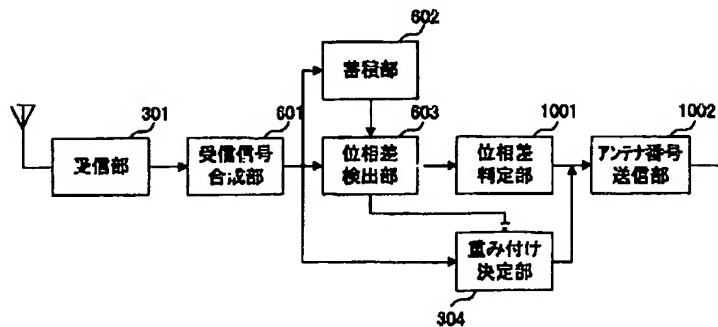 602
蓄積部
301
601
603
1001
1002
受信部
受信信号
合成部
位相差
検出部
位相差
判定部
アンテナ番号
送信部
重み付け
決定部
304